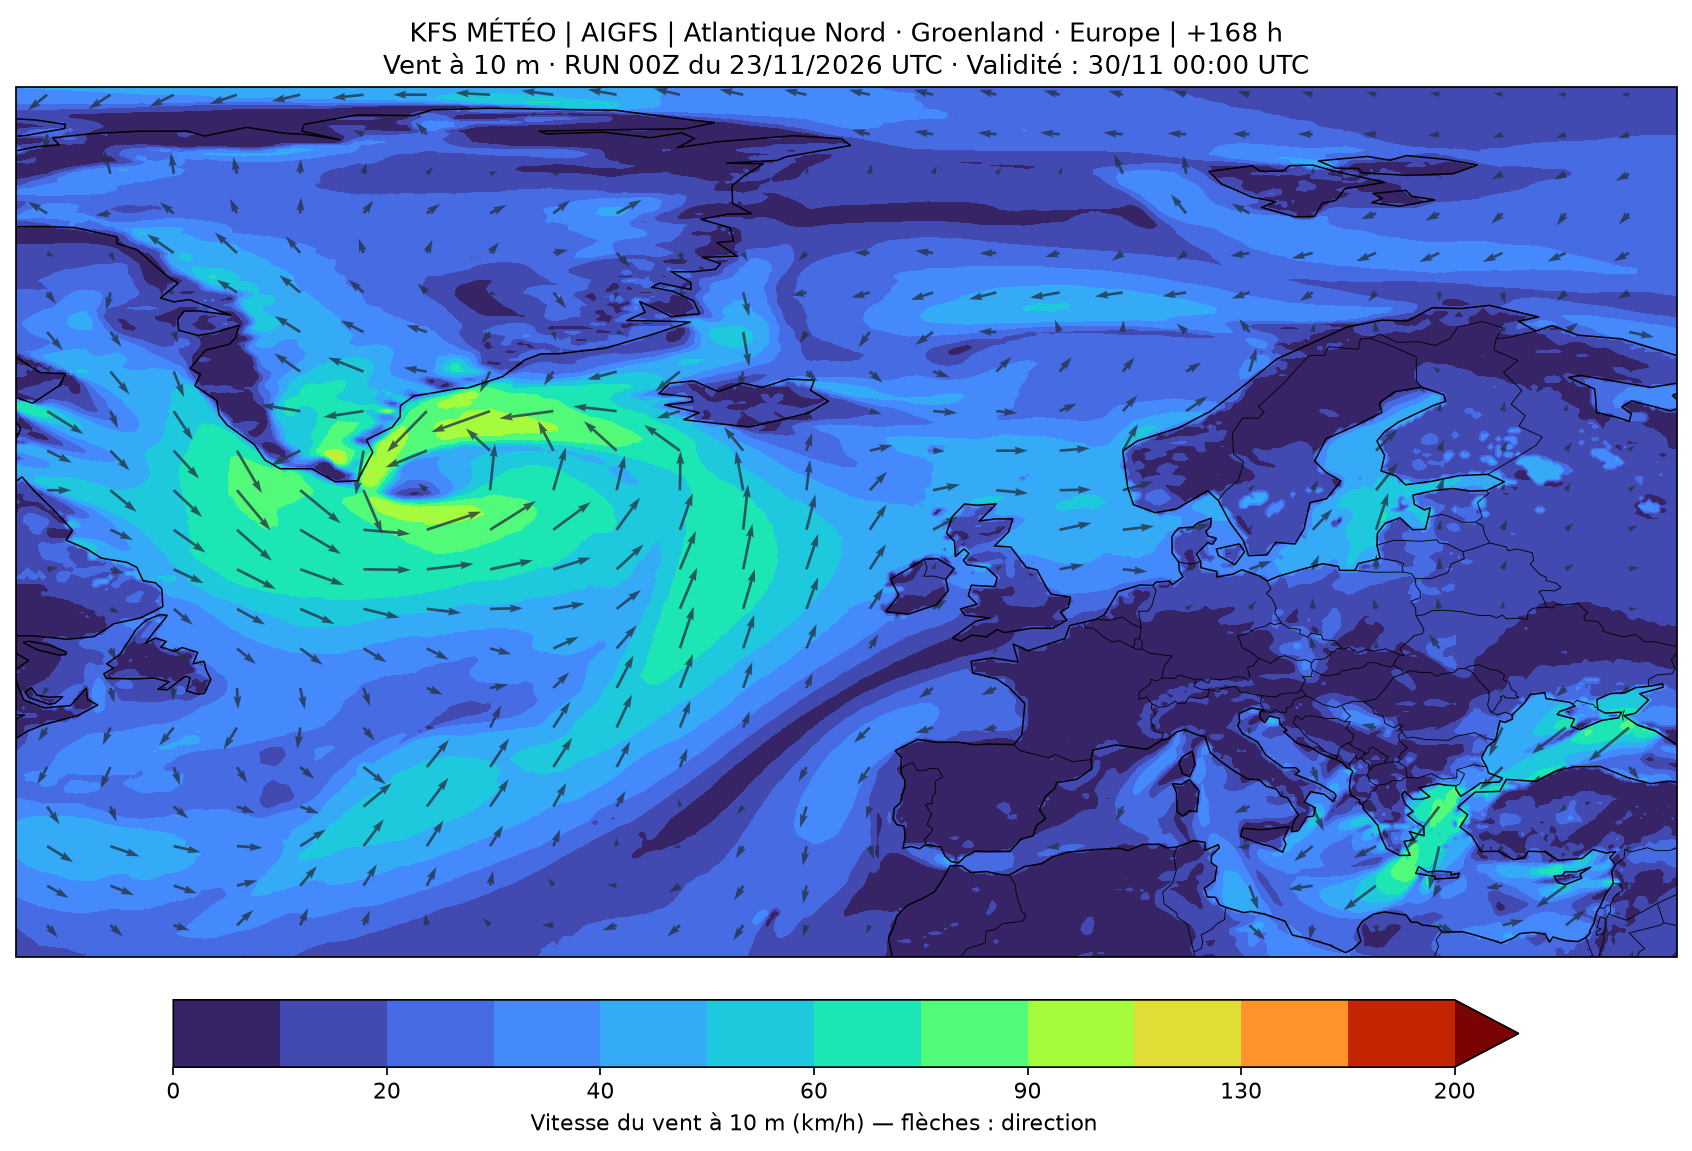 KFS MÉTÉO | AIGFS | Atlantique Nord · Groenland · Europe | +168 h
Vent à 10 m · RUN 00Z du 23/11/2026 UTC · Validité : 30/11 00:00 UTC
0 20 40 60 90 130 200
Vitesse du vent à 10 m (km/h) — flèches : direction